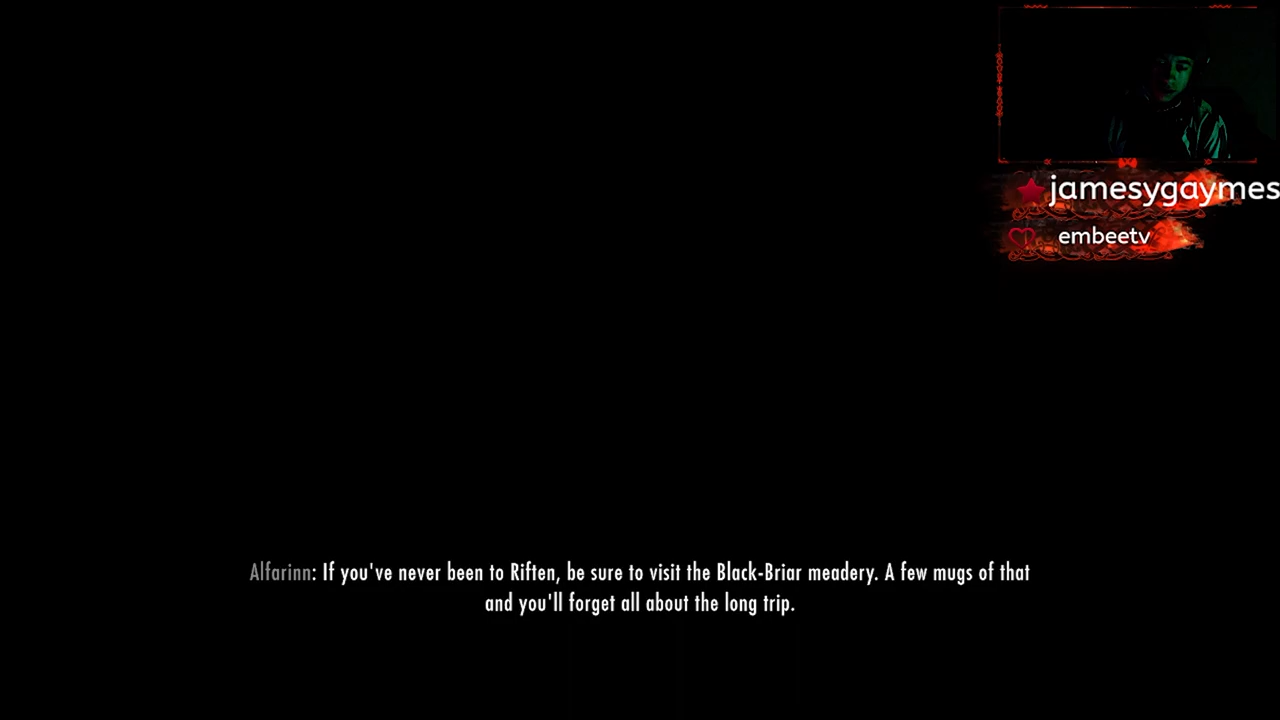 jamesygaymes
embeetv
Alfarinn: If you've never been to Riften, be sure to visit the Black-Briar meadery. A few mugs of that
and you'll forget all about the long trip.